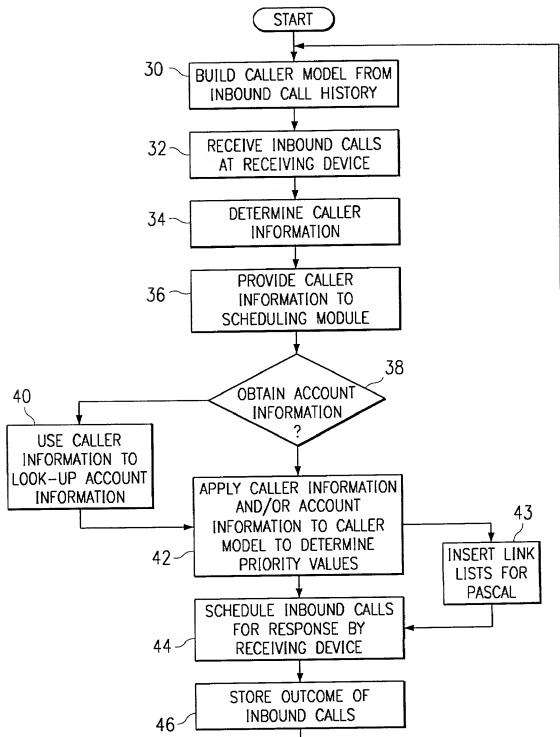 START
30
BUILD CALLER MODEL FROM
INBOUND CALL HISTORY
32
RECEIVE INBOUND CALLS
AT RECEIVING DEVICE
34
DETERMINE CALLER
INFORMATION
36
PROVIDE CALLER
INFORMATION TO
SCHEDULING MODULE
38
OBTAIN ACCOUNT
INFORMATION
?
40
USE CALLER
INFORMATION TO
LOOK-UP ACCOUNT
INFORMATION
42
APPLY CALLER INFORMATION
AND/OR ACCOUNT
INFORMATION TO CALLER
MODEL TO DETERMINE
PRIORITY VALUES
43
INSERT LINK
LISTS FOR
PASCAL
44
SCHEDULE INBOUND CALLS
FOR RESPONSE BY
RECEIVING DEVICE
46
STORE OUTCOME OF
INBOUND CALLS